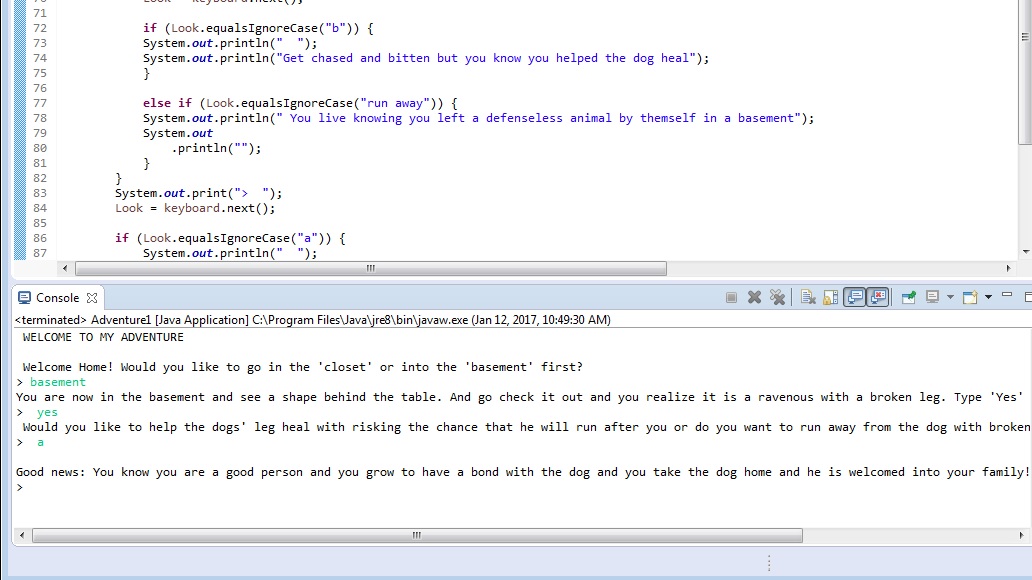 70 Look = keyboard.next();
71
72 if (Look.equalsIgnoreCase("b")) {
73 System.out.println("  ");
74 System.out.println("Get chased and bitten but you know you helped the dog heal");
75 }
76
77 else if (Look.equalsIgnoreCase("run away")) {
78 System.out.println(" You live knowing you left a defenseless animal by themself in a basement");
79 System.out
80 .println("");
81 }
82 }
83 System.out.print(">  ");
84 Look = keyboard.next();
85
86 if (Look.equalsIgnoreCase("a")) {
87 System.out.println("  ");
Console
<terminated> Adventure1 [Java Application] C:\Program Files\Java\jre8\bin\javaw.exe (Jan 12, 2017, 10:49:30 AM)
WELCOME TO MY ADVENTURE
Welcome Home! Would you like to go in the 'closet' or into the 'basement' first?
> basement
You are now in the basement and see a shape behind the table. And go check it out and you realize it is a ravenous with a broken leg. Type 'Yes'
>  yes
Would you like to help the dogs' leg heal with risking the chance that he will run after you or do you want to run away from the dog with broken
>  a
Good news: You know you are a good person and you grow to have a bond with the dog and you take the dog home and he is welcomed into your family!
>